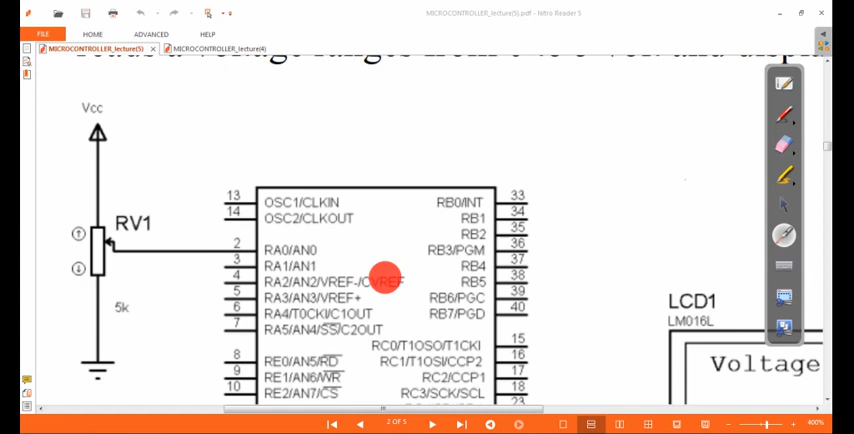 MICROCONTROLLER_lecture(5).pdf - Nitro Reader 5
FILE HOME ADVANCED HELP
MICROCONTROLLER_lecture(5) MICROCONTROLLER_lecture(4)
Vcc
RV1
5k
13 OSC1/CLKIN RB0/INT 33
14 OSC2/CLKOUT RB1 34
RB2 35
2 RA0/AN0 RB3/PGM 36
3 RA1/AN1 RB4 37
4 RA2/AN2/VREF-/CVREF RB5 38
5 RA3/AN3/VREF+ RB6/PGC 39
6 RA4/T0CKI/C1OUT RB7/PGD 40
7 RA5/AN4/SS/C2OUT
RC0/T1OSO/T1CKI 15
8 RE0/AN5/RD RC1/T1OSI/CCP2 16
9 RE1/AN6/WR RC2/CCP1 17
10 RE2/AN7/CS RC3/SCK/SCL 18
23
LCD1
LM016L
Voltage
2 OF 5
400%